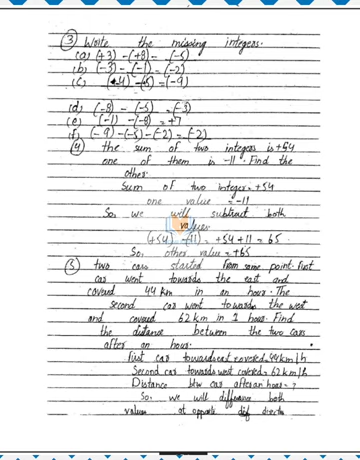 ③ Write the missing integers.
(a) (+3) - (+8) = (-5)
(b) (-3) - (-1) = (-2)
(c) (-4) - (5) = (-9)
(d) (-8) - (-5) = (-3)
(e) (-1) - (-8) = +7
(f) (-9) - (-5) - (-2) = (-2)
④ the sum of two integers is +54
one of them is -11. Find the
other.
Sum of two integer = +54
one value = -11
So, we will subtract both
values
(+54) - (-11) = +54 + 11 = 65
So, other value = +65
two cars started from same point. first
car went towards the east and
covered 44 km in an hour. The
second car went towards the west
and covered 62 km in 1 hour. Find
the distance between the two cars
after an hour.
first car towards east covered = 44 km/h
Second car towards west covered = 62 km/h
Distance b/w car after an hour = ?
So, we will difference both
values at opposite dif directio